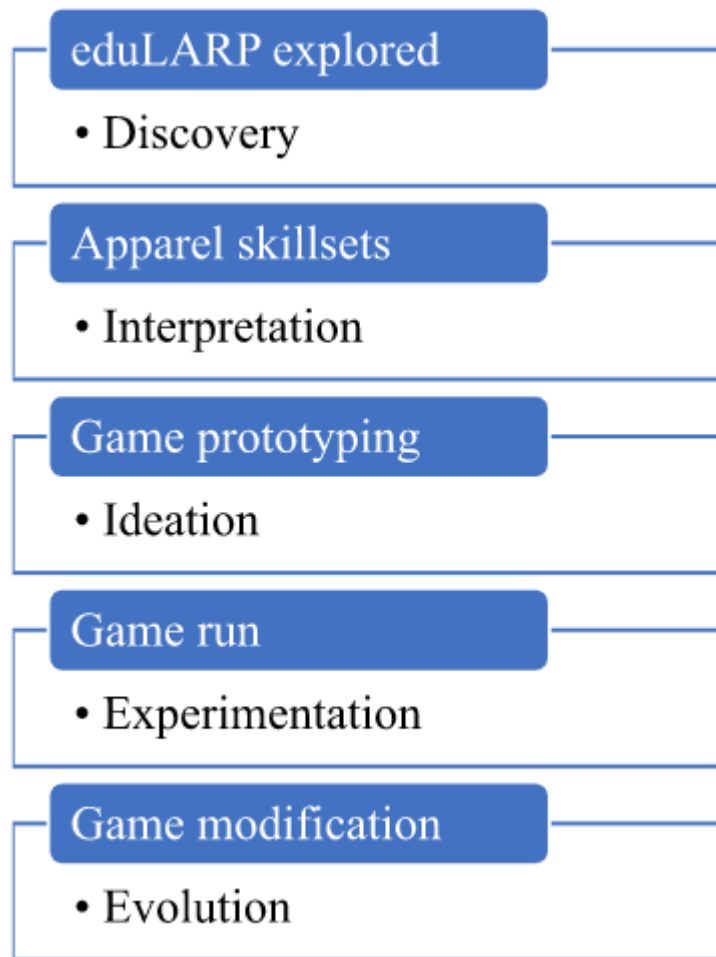 eduLARP explored
• Discovery
Apparel skillsets
• Interpretation
Game prototyping
• Ideation
Game run
• Experimentation
Game modification
• Evolution